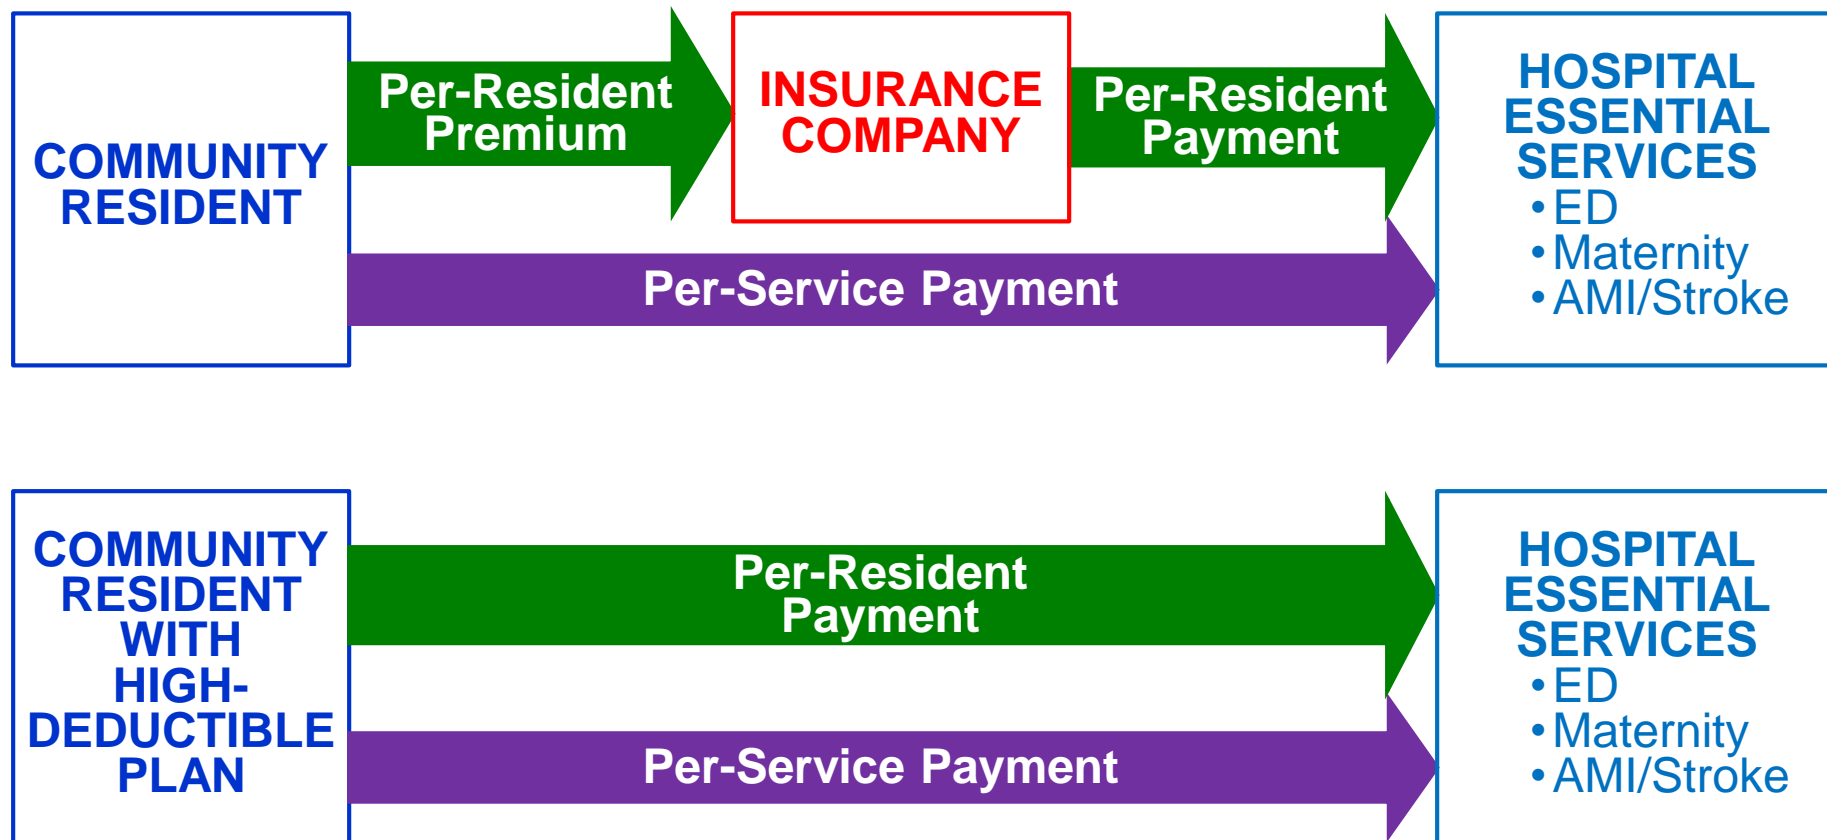 COMMUNITY
RESIDENT
Per-Resident
Premium
INSURANCE
COMPANY
Per-Resident
Payment
Per-Service Payment
HOSPITAL
ESSENTIAL
SERVICES
• ED
• Maternity
• AMI/Stroke
COMMUNITY
RESIDENT
WITH
HIGH-
DEDUCTIBLE
PLAN
Per-Resident
Payment
Per-Service Payment
HOSPITAL
ESSENTIAL
SERVICES
• ED
• Maternity
• AMI/Stroke